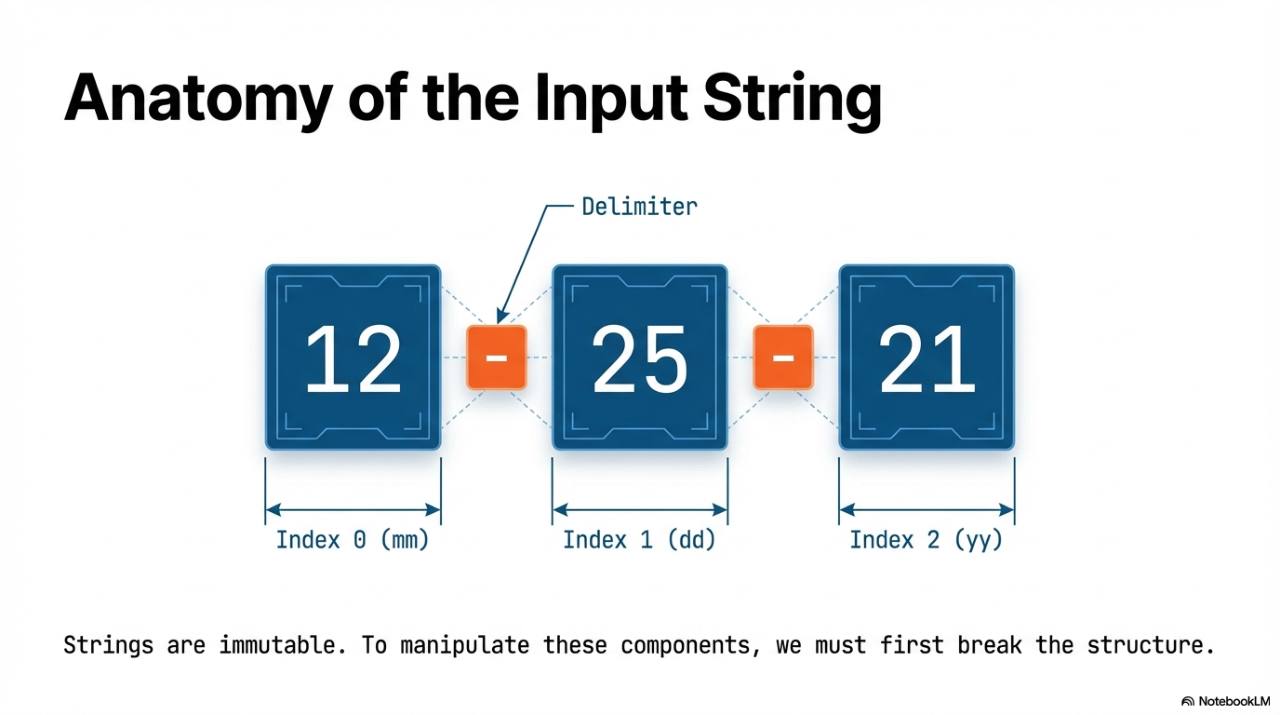 Anatomy of the Input String
Delimiter
12 - 25 - 21
Index 0 (mm) Index 1 (dd) Index 2 (yy)
Strings are immutable. To manipulate these components, we must first break the structure.
NotebookLM